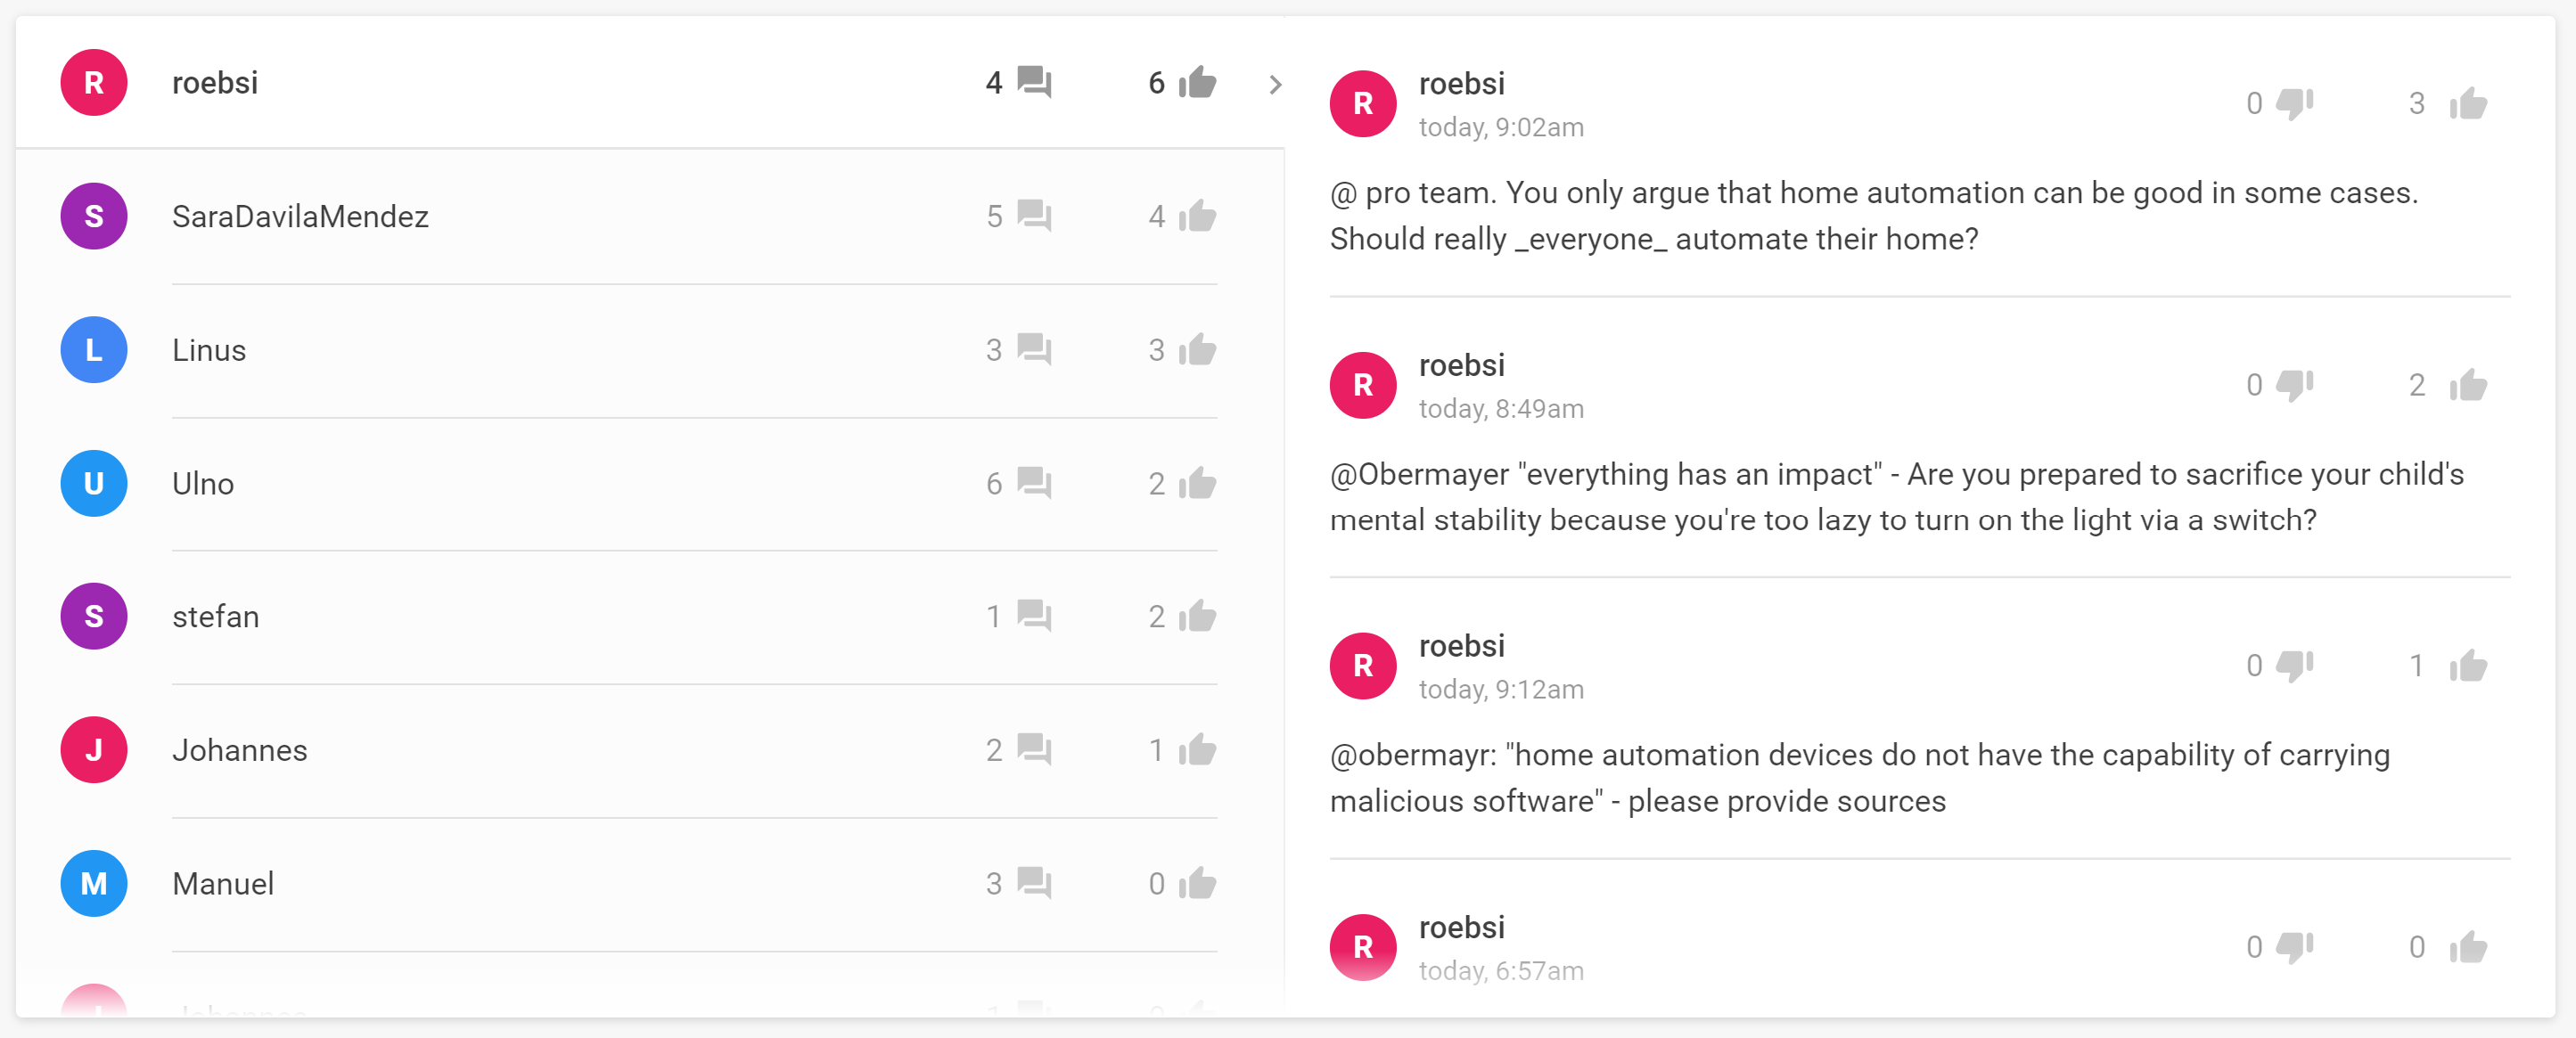 R roebsi 4 6
S SaraDavilaMendez 5 4
L Linus 3 3
U Ulno 6 2
S stefan 1 2
J Johannes 2 1
M Manuel 3 0
Johannes 1 0
R roebsi 0 3
today, 9:02am
@ pro team. You only argue that home automation can be good in some cases.
Should really _everyone_ automate their home?
R roebsi 0 2
today, 8:49am
@Obermayer "everything has an impact" - Are you prepared to sacrifice your child's
mental stability because you're too lazy to turn on the light via a switch?
R roebsi 0 1
today, 9:12am
@obermayr: "home automation devices do not have the capability of carrying
malicious software" - please provide sources
R roebsi 0 0
today, 6:57am